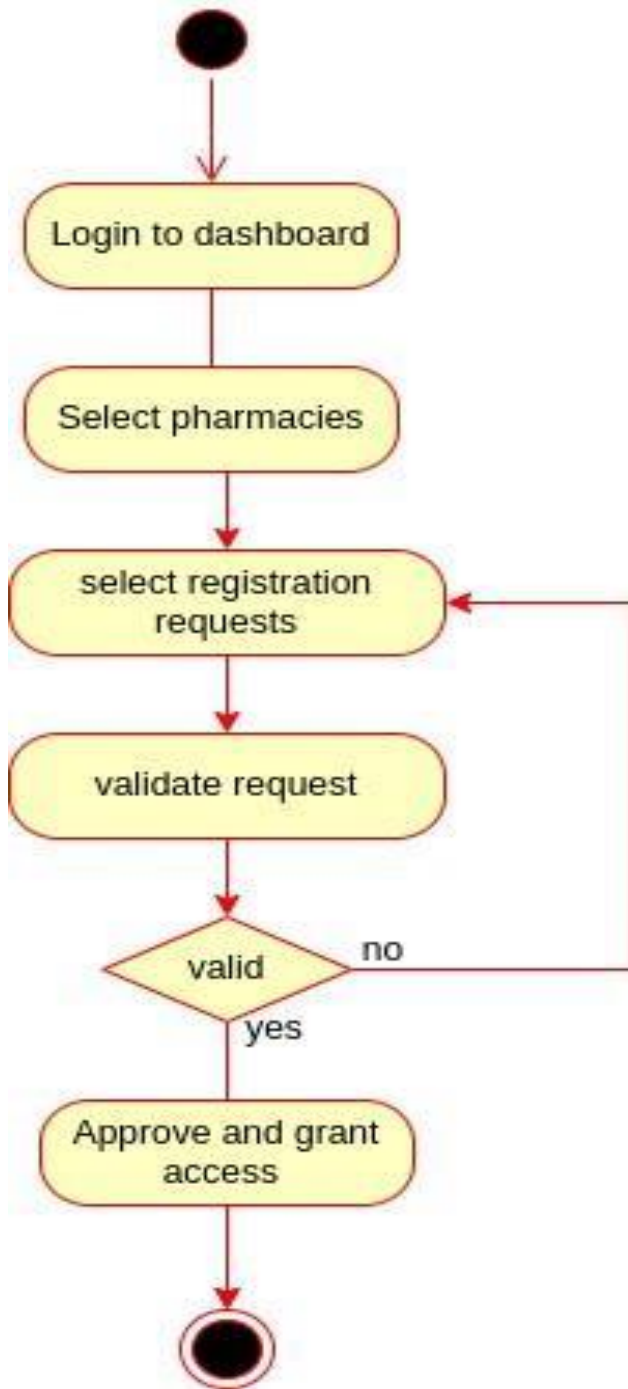 Login to dashboard
Select pharmacies
select registration
requests
validate request
valid
no
yes
Approve and grant
access